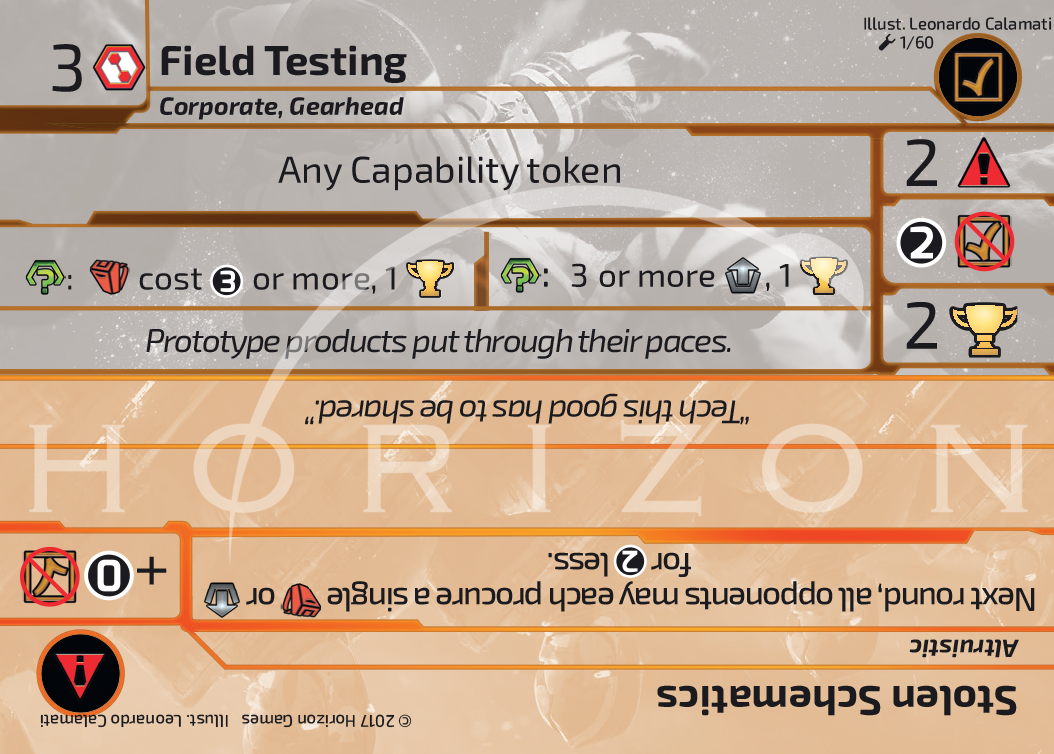 Illust. Leonardo Calamati
1/60
3 Field Testing
Corporate, Gearhead
Any Capability token
2
2
2
: cost 3 or more, 1
: 3 or more , 1
Prototype products put through their paces.
HORIZON
Stolen Schematics
Altruistic
Next round, all opponents may each procure a single or
for 2 less.
+0
"Tech this good has to be shared."
© 2017 Horizon Games Illust. Leonardo Calamati